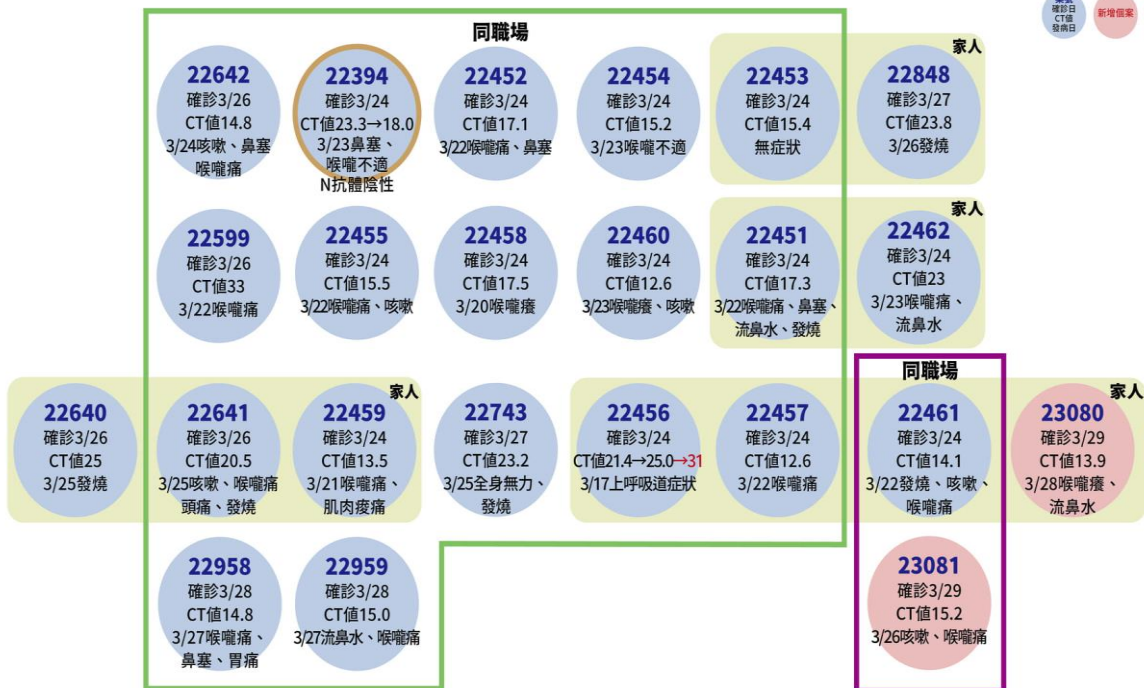 確診日
CT值
發病日
新增個案
同職場
22642
確診3/26
CT值14.8
3/24咳嗽、鼻塞
喉嚨痛
22394
確診3/24
CT值23.3→18.0
3/23鼻塞、
喉嚨不適
N抗體陰性
22452
確診3/24
CT值17.1
3/22喉嚨痛、鼻塞
22454
確診3/24
CT值15.2
3/23喉嚨不適
家人
22453
確診3/24
CT值15.4
無症狀
22848
確診3/27
CT值23.8
3/26發燒
22599
確診3/26
CT值33
3/22喉嚨痛
22455
確診3/24
CT值15.5
3/22喉嚨痛、咳嗽
22458
確診3/24
CT值17.5
3/20喉嚨癢
22460
確診3/24
CT值12.6
3/23喉嚨癢、咳嗽
家人
22451
確診3/24
CT值17.3
3/22喉嚨痛、鼻塞、
流鼻水、發燒
22462
確診3/24
CT值23
3/23喉嚨痛、
流鼻水
家人
22640
確診3/26
CT值25
3/25發燒
22641
確診3/26
CT值20.5
3/25咳嗽、喉嚨痛
頭痛、發燒
22459
確診3/24
CT值13.5
3/21喉嚨痛、
肌肉痠痛
22743
確診3/27
CT值23.2
3/25全身無力、
發燒
22456
確診3/24
CT值21.4→25.0→31
3/17上呼吸道症狀
22457
確診3/24
CT值12.6
3/22喉嚨痛
同職場
22461
確診3/24
CT值14.1
3/22發燒、咳嗽、
喉嚨痛
家人
23080
確診3/29
CT值13.9
3/28喉嚨癢、
流鼻水
22958
確診3/28
CT值14.8
3/27喉嚨痛、
鼻塞、胃痛
22959
確診3/28
CT值15.0
3/27流鼻水、喉嚨痛
23081
確診3/29
CT值15.2
3/26咳嗽、喉嚨痛